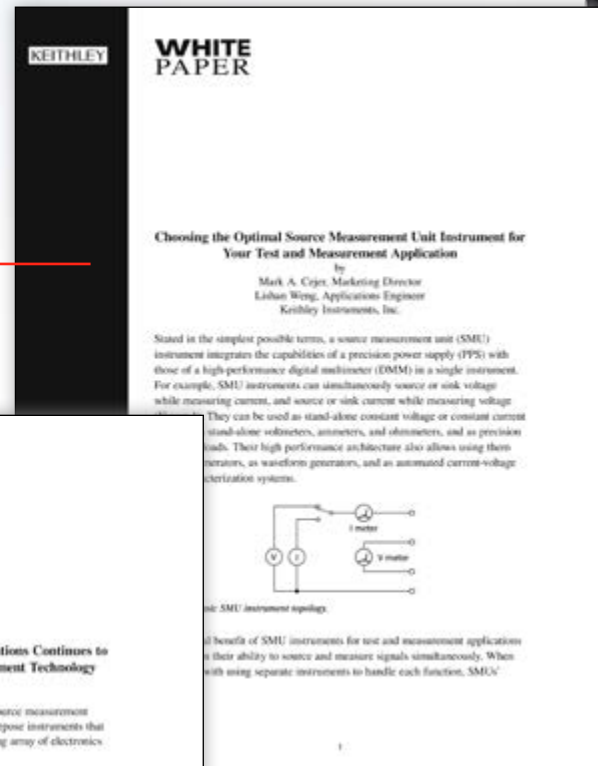 KEITHLEY
WHITE
PAPER
Choosing the Optimal Source Measurement Unit Instrument for
Your Test and Measurement Application
by
Mark A. Cejer, Marketing Director
Lishan Weng, Applications Engineer
Keithley Instruments, Inc.
Stated in the simplest possible terms, a source measurement unit (SMU)
instrument integrates the capabilities of a precision power supply (PPS) with
those of a high-performance digital multimeter (DMM) in a single instrument.
For example, SMU instruments can simultaneously source or sink voltage
while measuring current, and source or sink current while measuring voltage
They can be used as stand-alone constant voltage or constant current
stand-alone voltmeters, ammeters, and ohmmeters, and as precision
loads. Their high performance architecture also allows using them
nerators, as waveform generators, and as automated current-voltage
cterization systems.
I meter
V
I
V meter
sic SMU instrument topology.
l benefit of SMU instruments for test and measurement applications
their ability to source and measure signals simultaneously. When
with using separate instruments to handle each function, SMUs'
1
tions Continues to
ment Technology
ource measurement
rpose instruments that
ng array of electronics